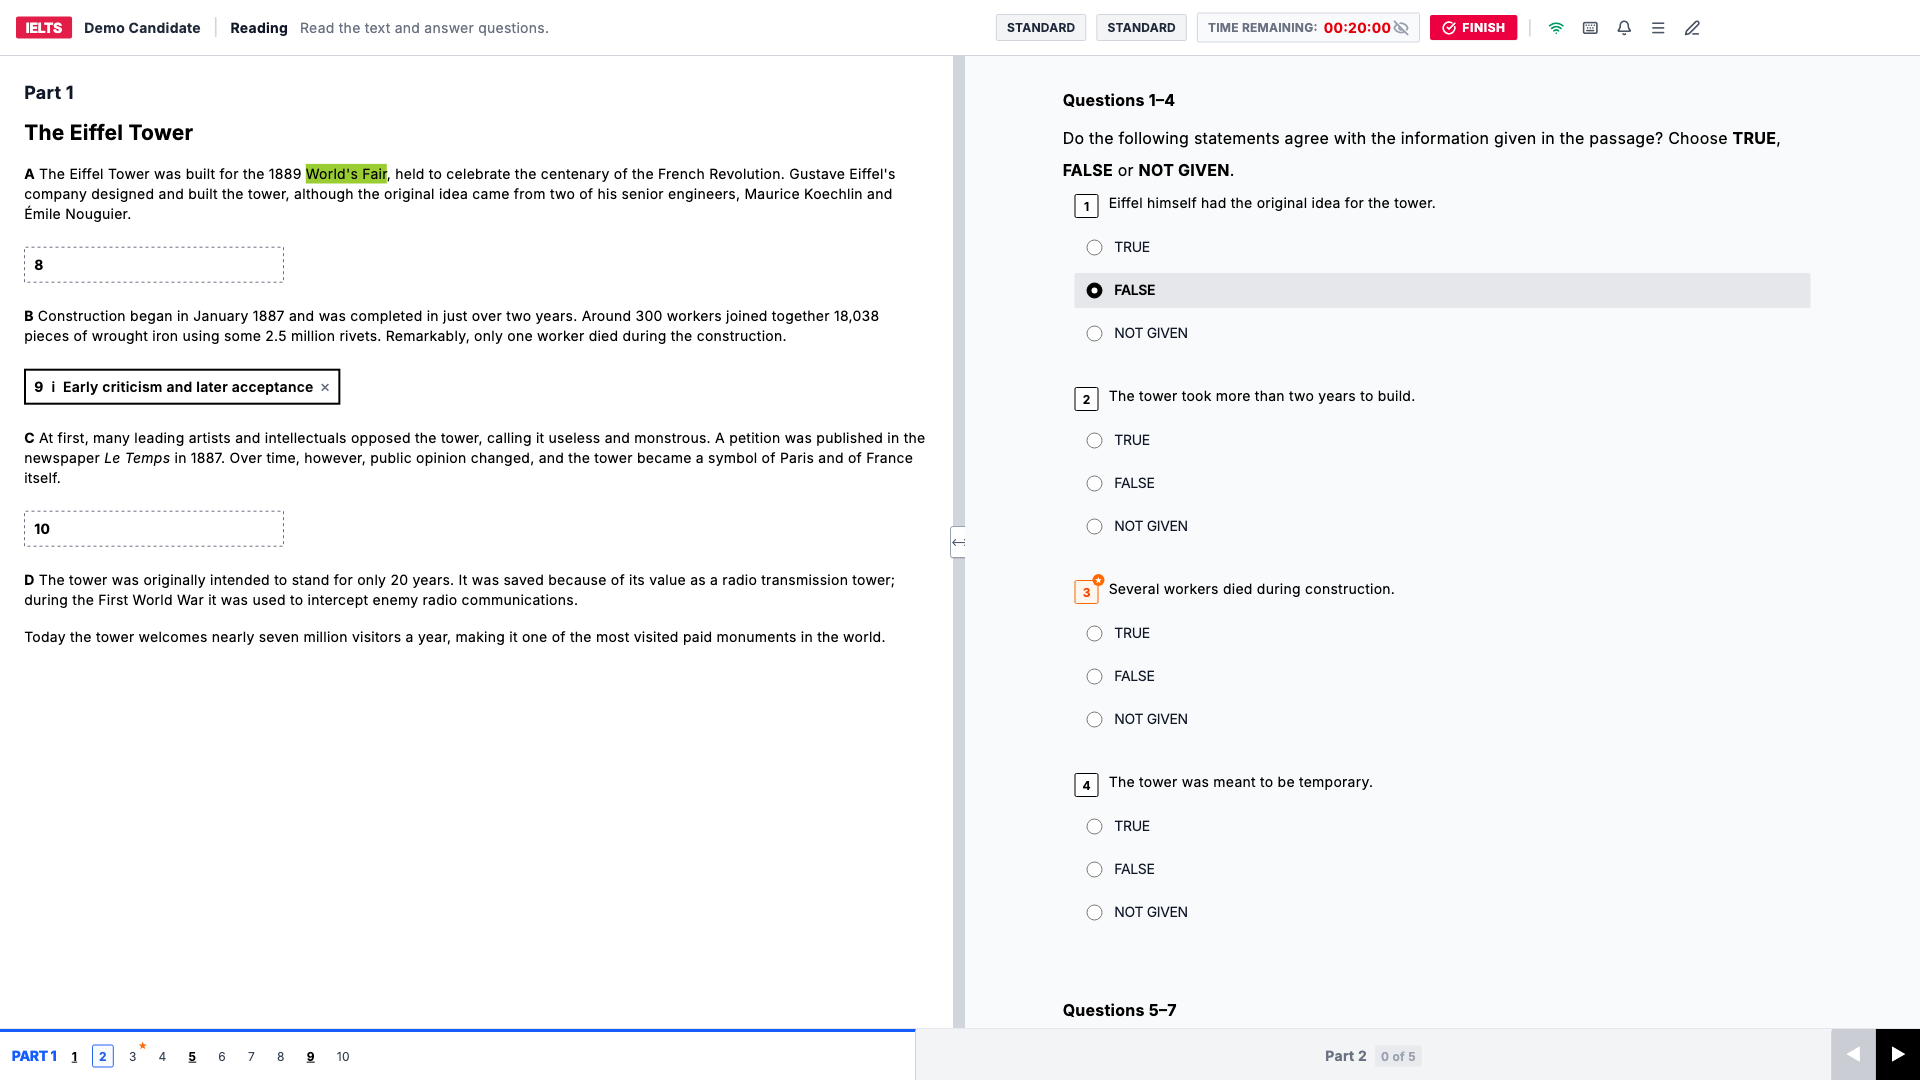 IELTS Demo Candidate Reading Read the text and answer questions. STANDARD STANDARD TIME REMAINING: 00:20:00 FINISH
Part 1
The Eiffel Tower
A The Eiffel Tower was built for the 1889 World's Fair, held to celebrate the centenary of the French Revolution. Gustave Eiffel's
company designed and built the tower, although the original idea came from two of his senior engineers, Maurice Koechlin and
Émile Nouguier.
8
B Construction began in January 1887 and was completed in just over two years. Around 300 workers joined together 18,038
pieces of wrought iron using some 2.5 million rivets. Remarkably, only one worker died during the construction.
9 i Early criticism and later acceptance ×
C At first, many leading artists and intellectuals opposed the tower, calling it useless and monstrous. A petition was published in the
newspaper Le Temps in 1887. Over time, however, public opinion changed, and the tower became a symbol of Paris and of France
itself.
10
D The tower was originally intended to stand for only 20 years. It was saved because of its value as a radio transmission tower;
during the First World War it was used to intercept enemy radio communications.
Today the tower welcomes nearly seven million visitors a year, making it one of the most visited paid monuments in the world.
Questions 1–4
Do the following statements agree with the information given in the passage? Choose TRUE,
FALSE or NOT GIVEN.
1 Eiffel himself had the original idea for the tower.
TRUE
FALSE
NOT GIVEN
2 The tower took more than two years to build.
TRUE
FALSE
NOT GIVEN
3 Several workers died during construction.
TRUE
FALSE
NOT GIVEN
4 The tower was meant to be temporary.
TRUE
FALSE
NOT GIVEN
Questions 5–7
PART 1 1 2 3 4 5 6 7 8 9 10 Part 2 0 of 5